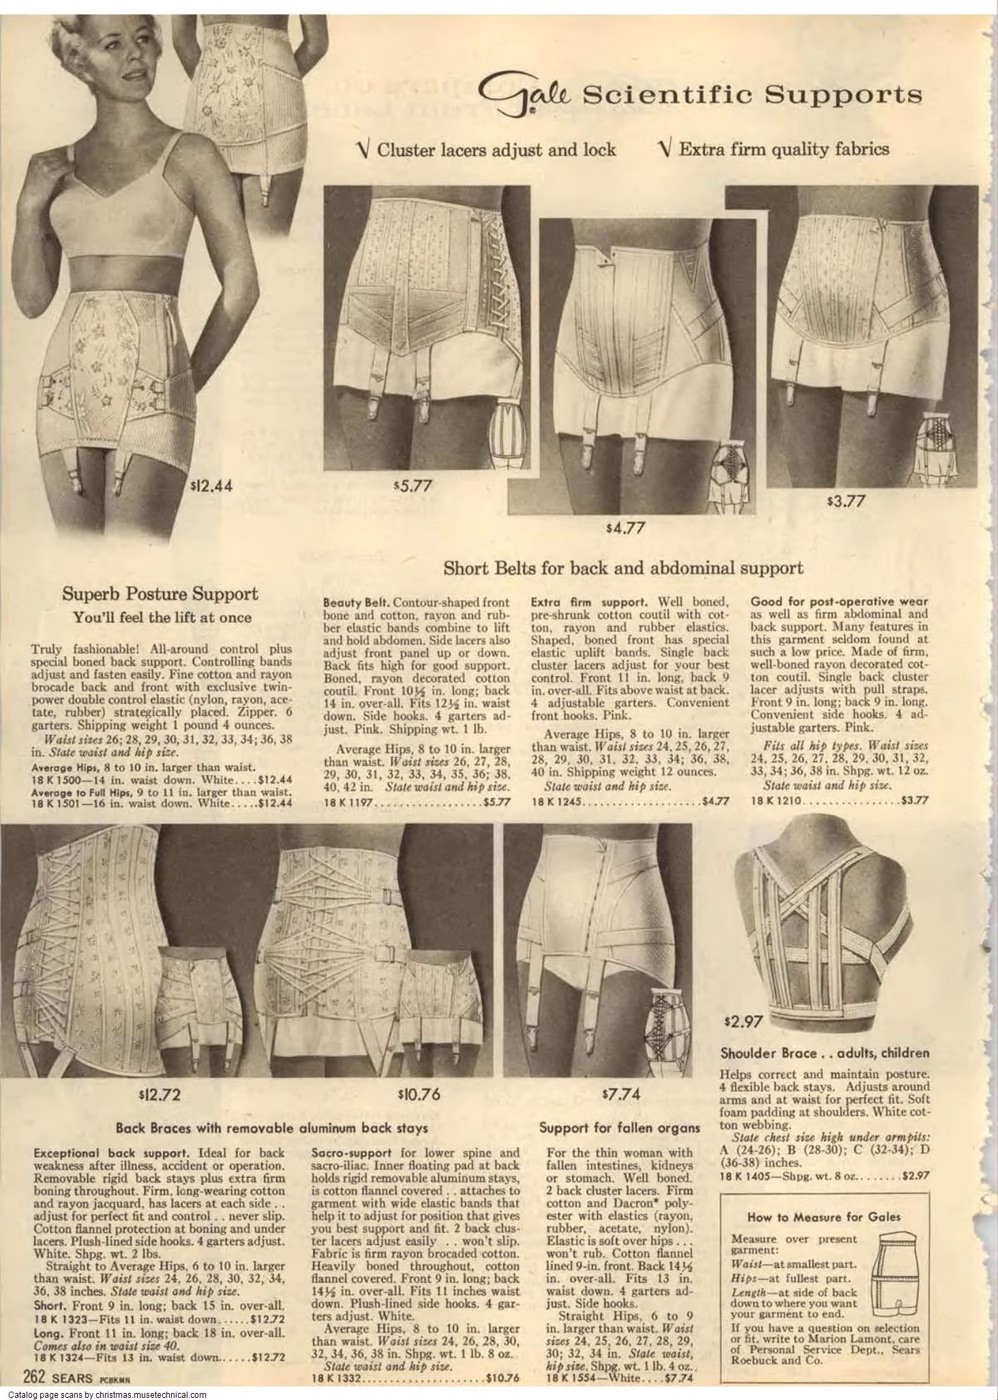 Gale Scientific Supports
√ Cluster lacers adjust and lock
√ Extra firm quality fabrics
$12.44
$5.77
$4.77
$3.77
Superb Posture Support
You'll feel the lift at once
Truly fashionable! All-around control plus
special boned back support. Controlling bands
adjust and fasten easily. Fine cotton and rayon
brocade back and front with exclusive twin-
power double control elastic (nylon, rayon, ace-
tate, rubber) strategically placed. Zipper. 6
garters. Shipping weight 1 pound 4 ounces.
Waist sizes 26; 28, 29, 30, 31, 32, 33, 34; 36, 38
in. State waist and hip size.
Average Hips, 8 to 10 in. larger than waist.
18 K 1500—14 in. waist down. White....$12.44
Average to Full Hips, 9 to 11 in. larger than waist.
18 K 1501—16 in. waist down. White.....$12.44
Short Belts for back and abdominal support
Beauty Belt. Contour-shaped front
bone and cotton, rayon and rub-
ber elastic bands combine to lift
and hold abdomen. Side lacers also
adjust front panel up or down.
Back fits high for good support.
Boned, rayon decorated cotton
coutil. Front 10½ in. long; back
14 in. over-all. Fits 12½ in. waist
down. Side hooks. 4 garters ad-
just. Pink. Shipping wt. 1 lb.
Average Hips, 8 to 10 in. larger
than waist. Waist sizes 26, 27, 28,
29, 30, 31, 32, 33, 34, 35, 36; 38,
40, 42 in. State waist and hip size.
18 K 1197.................$5.77
Extra firm support. Well boned,
pre-shrunk cotton coutil with cot-
ton, rayon and rubber elastics.
Shaped, boned front has special
elastic uplift bands. Single back
cluster lacers adjust for your best
control. Front 11 in. long, back 9
in. over-all. Fits above waist at back.
4 adjustable garters. Convenient
front hooks. Pink.
Average Hips, 8 to 10 in. larger
than waist. Waist sizes 24, 25, 26, 27,
28, 29, 30, 31, 32, 33, 34; 36, 38,
40 in. Shipping weight 12 ounces.
State waist and hip size.
18 K 1245....................$4.77
Good for post-operative wear
as well as firm abdominal and
back support. Many features in
this garment seldom found at
such a low price. Made of firm,
well-boned rayon decorated cot-
ton coutil. Single back cluster
lacer adjusts with pull straps.
Front 9 in. long; back 9 in. long.
Convenient side hooks. 4 ad-
justable garters. Pink.
Fits all hip types. Waist sizes
24, 25, 26, 27, 28, 29, 30, 31, 32,
33, 34; 36, 38 in. Shpg. wt. 12 oz.
State waist and hip size.
18 K 1210................$3.77
$12.72
$10.76
$7.74
$2.97
Back Braces with removable aluminum back stays
Exceptional back support. Ideal for back
weakness after illness, accident or operation.
Removable rigid back stays plus extra firm
boning throughout. Firm, long-wearing cotton
and rayon jacquard, has lacers at each side . .
adjust for perfect fit and control . . never slip.
Cotton flannel protection at boning and under
lacers. Plush-lined side hooks. 4 garters adjust.
White. Shpg. wt. 2 lbs.
Straight to Average Hips, 6 to 10 in. larger
than waist. Waist sizes 24, 26, 28, 30, 32, 34,
36, 38 inches. State waist and hip size.
Short. Front 9 in. long; back 15 in. over-all.
18 K 1323—Fits 11 in. waist down......$12.72
Long. Front 11 in. long; back 18 in. over-all.
Comes also in waist size 40.
18 K 1324—Fits 13 in. waist down......$12.72
Sacro-support for lower spine and
sacro-iliac. Inner floating pad at back
holds rigid removable aluminum stays,
is cotton flannel covered . . attaches to
garment with wide elastic bands that
help it to adjust for position that gives
you best support and fit. 2 back clus-
ter lacers adjust easily . . won't slip.
Fabric is firm rayon brocaded cotton.
Heavily boned throughout, cotton
flannel covered. Front 9 in. long; back
14½ in. over-all. Fits 11 inches waist
down. Plush-lined side hooks. 4 gar-
ters adjust. White.
Average Hips, 8 to 10 in. larger
than waist. Waist sizes 24, 26, 28, 30,
32, 34, 36, 38 in. Shpg. wt. 1 lb. 8 oz.
State waist and hip size.
18 K 1332....................$10.76
Support for fallen organs
For the thin woman with
fallen intestines, kidneys
or stomach. Well boned.
2 back cluster lacers. Firm
cotton and Dacron* poly-
ester with elastics (rayon,
rubber, acetate, nylon).
Elastic is soft over hips . . .
won't rub. Cotton flannel
lined 9-in. front. Back 14½
in. over-all. Fits 13 in.
waist down. 4 garters ad-
just. Side hooks.
Straight Hips, 6 to 9
in. larger than waist. Waist
sizes 24, 25, 26, 27, 28, 29,
30; 32, 34 in. State waist,
hip size. Shpg. wt. 1 lb. 4 oz.
18 K 1554—White....$7.74
Shoulder Brace . . adults, children
Helps correct and maintain posture.
4 flexible back stays. Adjusts around
arms and at waist for perfect fit. Soft
foam padding at shoulders. White cot-
ton webbing.
State chest size high under armpits:
A (24-26); B (28-30); C (32-34); D
(36-38) inches.
18 K 1405—Shpg. wt. 8 oz........$2.97
How to Measure for Gales
Measure over present
garment:
Waist—at smallest part.
Hips—at fullest part.
Length—at side of back
down to where you want
your garment to end.
If you have a question on selection
or fit, write to Marion Lamont, care
of Personal Service Dept., Sears
Roebuck and Co.
262 SEARS PCBKMN
Catalog page scans by christmas.musetechnical.com